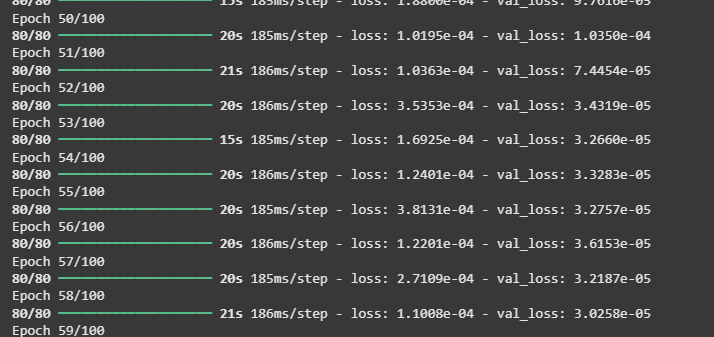 80/80 ━━━━━━━━━━━━━━━━━━━━ 15s 185ms/step - loss: 1.8800e-04 - val_loss: 9.7616e-05
Epoch 50/100
80/80 ━━━━━━━━━━━━━━━━━━━━ 20s 185ms/step - loss: 1.0195e-04 - val_loss: 1.0350e-04
Epoch 51/100
80/80 ━━━━━━━━━━━━━━━━━━━━ 21s 186ms/step - loss: 1.0363e-04 - val_loss: 7.4454e-05
Epoch 52/100
80/80 ━━━━━━━━━━━━━━━━━━━━ 20s 186ms/step - loss: 3.5353e-04 - val_loss: 3.4319e-05
Epoch 53/100
80/80 ━━━━━━━━━━━━━━━━━━━━ 15s 185ms/step - loss: 1.6925e-04 - val_loss: 3.2660e-05
Epoch 54/100
80/80 ━━━━━━━━━━━━━━━━━━━━ 20s 185ms/step - loss: 1.2401e-04 - val_loss: 3.3283e-05
Epoch 55/100
80/80 ━━━━━━━━━━━━━━━━━━━━ 20s 185ms/step - loss: 3.8131e-04 - val_loss: 3.2757e-05
Epoch 56/100
80/80 ━━━━━━━━━━━━━━━━━━━━ 20s 186ms/step - loss: 1.2201e-04 - val_loss: 3.6153e-05
Epoch 57/100
80/80 ━━━━━━━━━━━━━━━━━━━━ 20s 185ms/step - loss: 2.7109e-04 - val_loss: 3.2187e-05
Epoch 58/100
80/80 ━━━━━━━━━━━━━━━━━━━━ 21s 186ms/step - loss: 1.1008e-04 - val_loss: 3.0258e-05
Epoch 59/100